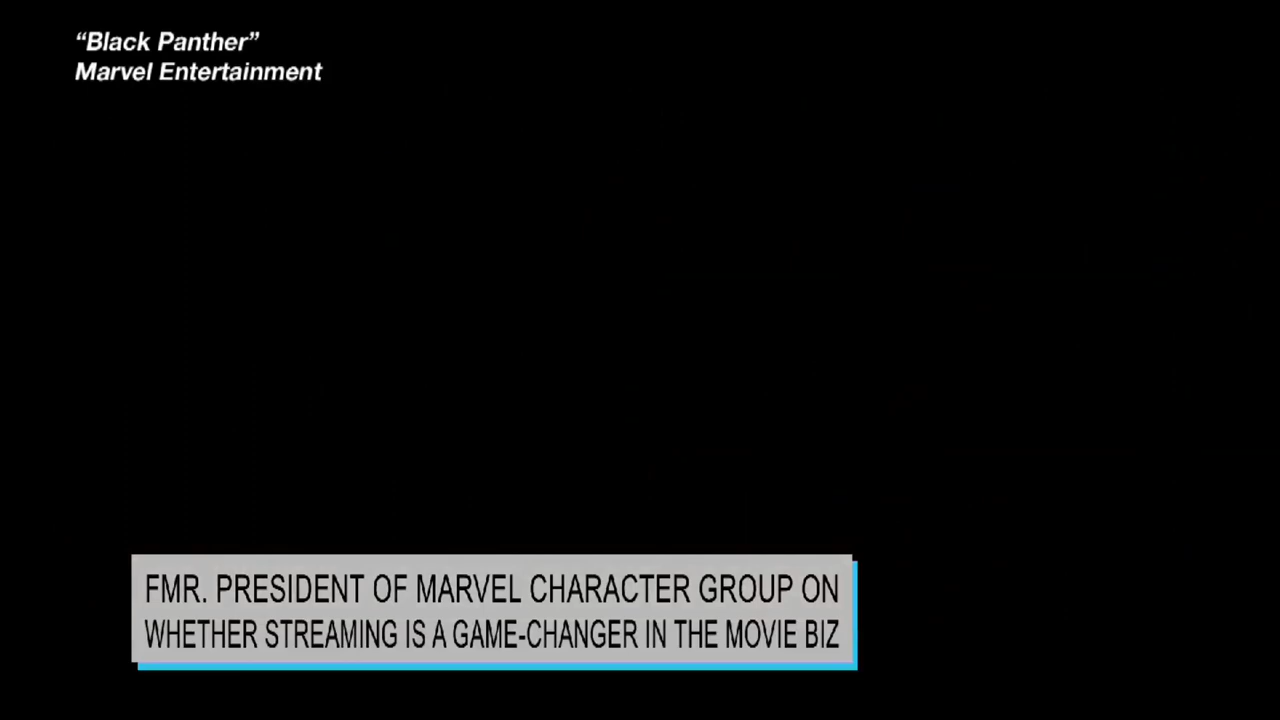 “Black Panther”
Marvel Entertainment
FMR. PRESIDENT OF MARVEL CHARACTER GROUP ON
WHETHER STREAMING IS A GAME-CHANGER IN THE MOVIE BIZ